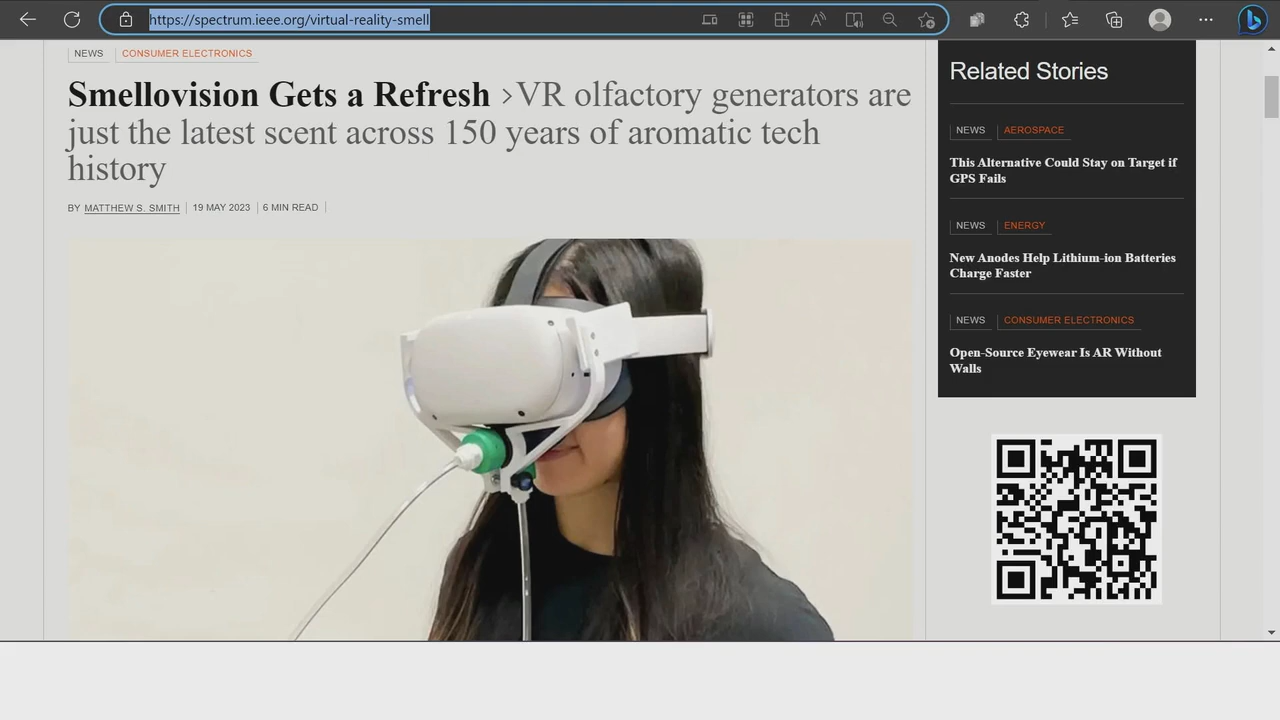 https://spectrum.ieee.org/virtual-reality-smell
NEWS CONSUMER ELECTRONICS
Smellovision Gets a Refresh >VR olfactory generators are
just the latest scent across 150 years of aromatic tech
history
BY MATTHEW S. SMITH 19 MAY 2023 6 MIN READ
Related Stories
NEWS AEROSPACE
This Alternative Could Stay on Target if
GPS Fails
NEWS ENERGY
New Anodes Help Lithium-ion Batteries
Charge Faster
NEWS CONSUMER ELECTRONICS
Open-Source Eyewear Is AR Without
Walls